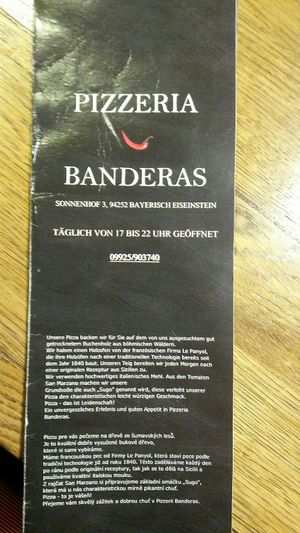 PIZZERIA
BANDERAS
SONNENHOF 3, 94252 BAYERISCH EISEINSTEIN
TÄGLICH VON 17 BIS 22 UHR GEÖFFNET
09925/903740
Unsere Pizza backen wir für Sie auf dem von uns ausgesuchtem gut
getrocknetem Buchenholz aus böhmischen Wäldern.
Wir haben einen Holzofen von der französischen Firma Le Panyol,
die ihre Hobofen nach einer traditionellen Technologie bereits seit
dem Jahr 1840 baut. Unseren Teig bereiten wir jeden Morgen nach
einer originalen Rezeptur aus Sizilien zu.
Wir verwenden hochwertiges italienisches Mehl. Aus den Tomaten
San Marzano machen wir unsere
Grundsoße die auch „Sugo" genannt wird, diese verleiht unserer
Pizza den charakteristischen leicht würzigen Geschmack.
Pizza - das ist Leidenschaft!
Ein unvergessliches Erlebnis und guten Appetit in Pizzeria
Banderas.
Pizzu pro vás pečeme na dřevě ze šumavských lesů.
Je to kvalitní dobře vysušené bukové dřevo,
které si sami vybíráme.
Máme francouzskou pec od firmy Le Panyol, která staví pece podle
tradiční technologie již od roku 1840. Těsto zaděláváme každý den
po ránu podle originální receptury, tak jak se to dělá na Sicílii a
používáme kvalitní italskou mouku.
Z rajčat San Marzano si připravujeme základní omáčku „Sugo",
která má u nás charakteristickou mírně pikantní chuť.
Pizza - to je vášeň!
Přejeme vám skvělý zážitek a dobrou chuť v Pizzerii Banderas.